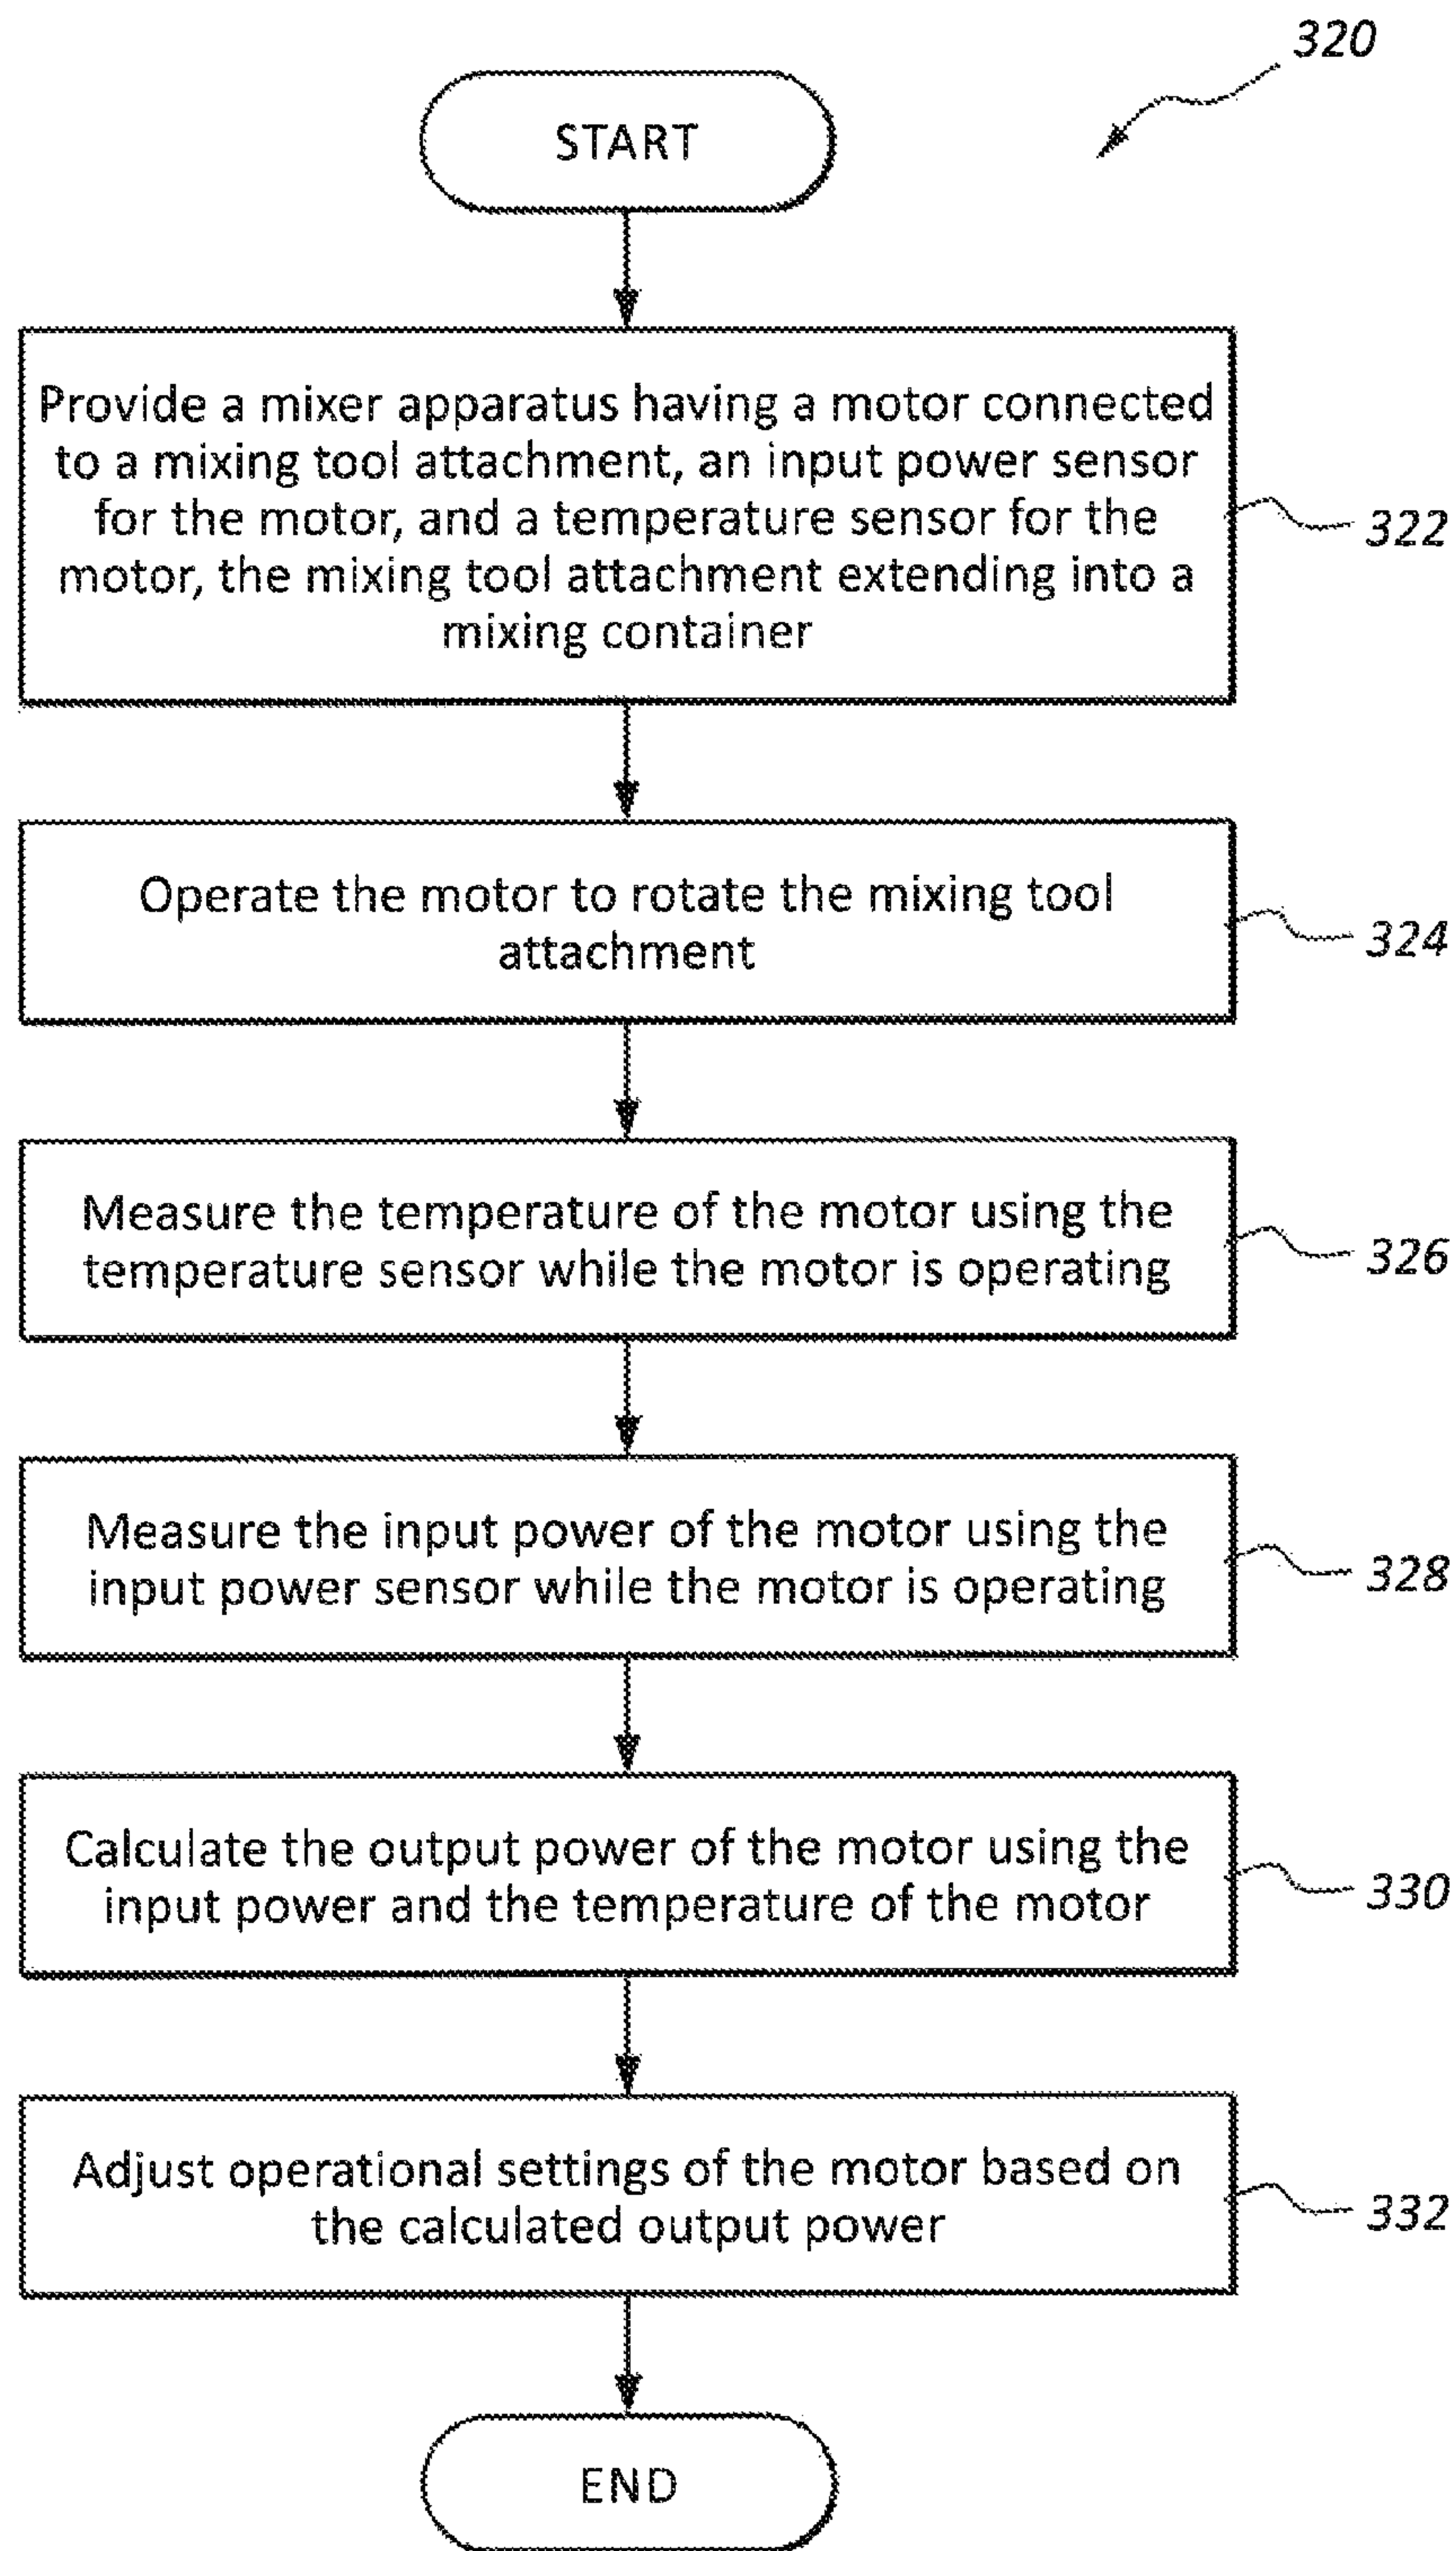 320
START
Provide a mixer apparatus having a motor connected
to a mixing tool attachment, an input power sensor
for the motor, and a temperature sensor for the
motor, the mixing tool attachment extending into a
mixing container
322
Operate the motor to rotate the mixing tool
attachment
324
Measure the temperature of the motor using the
temperature sensor while the motor is operating
326
Measure the input power of the motor using the
input power sensor while the motor is operating
328
Calculate the output power of the motor using the
input power and the temperature of the motor
330
Adjust operational settings of the motor based on
the calculated output power
332
END